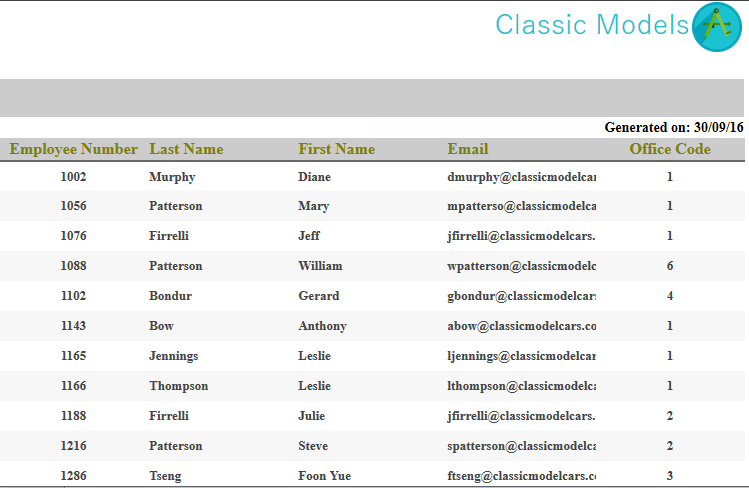 Classic Models
Generated on: 30/09/16
Employee Number Last Name First Name Email Office Code
1002 Murphy Diane dmurphy@classicmodelcar 1
1056 Patterson Mary mpatterso@classicmodelca 1
1076 Firrelli Jeff jfirrelli@classicmodelcars. 1
1088 Patterson William wpatterson@classicmodelc 6
1102 Bondur Gerard gbondur@classicmodelcar 4
1143 Bow Anthony abow@classicmodelcars.co 1
1165 Jennings Leslie ljennings@classicmodelcar 1
1166 Thompson Leslie lthompson@classicmodelca 1
1188 Firrelli Julie jfirrelli@classicmodelcars. 2
1216 Patterson Steve spatterson@classicmodelca 2
1286 Tseng Foon Yue ftseng@classicmodelcars.c 3